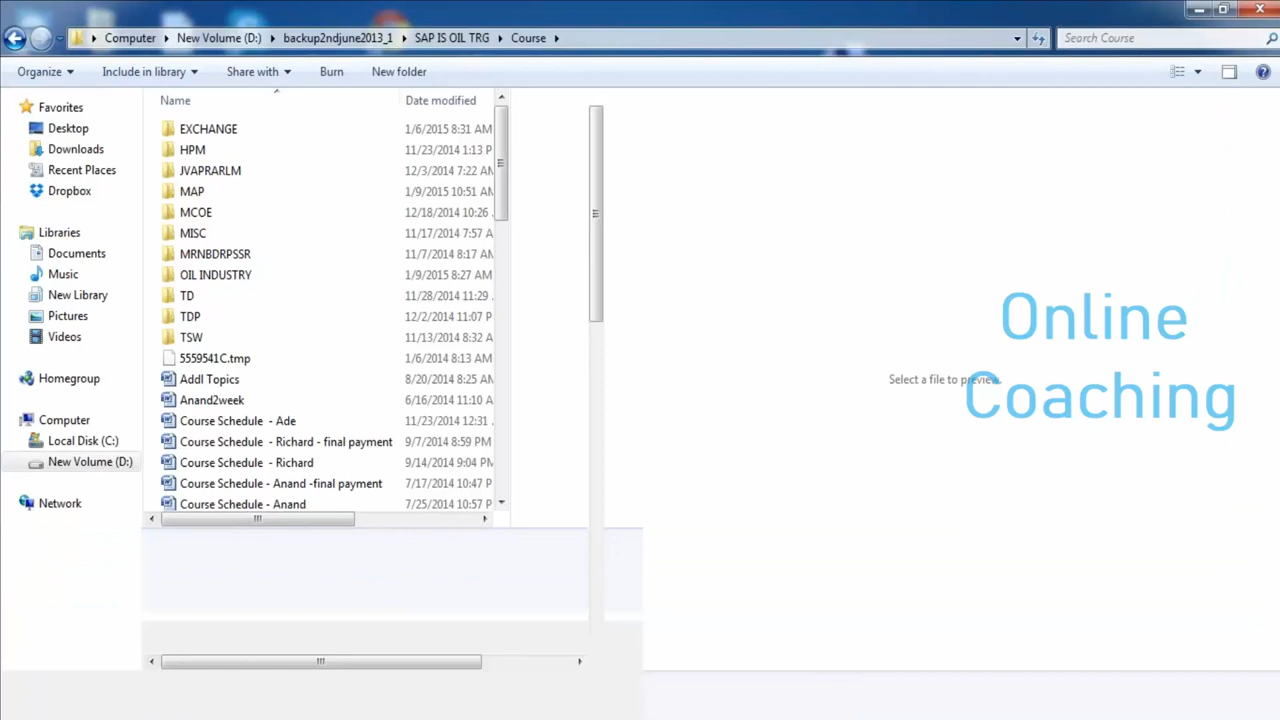 Computer New Volume (D:) backup2ndjune2013_1 SAP IS OIL TRG Course
Search Course
Organize Include in library Share with Burn New folder
Favorites
Desktop
Downloads
Recent Places
Dropbox
Libraries
Documents
Music
New Library
Pictures
Videos
Homegroup
Computer
Local Disk (C:)
New Volume (D:)
Network
Name Date modified
EXCHANGE 1/6/2015 8:31 AM
HPM 11/23/2014 1:13 P
JVAPRARLM 12/3/2014 7:22 AM
MAP 1/9/2015 10:51 AM
MCOE 12/18/2014 10:26
MISC 11/17/2014 7:57 A
MRNBDRPSSR 11/7/2014 8:17 AM
OIL INDUSTRY 1/9/2015 8:27 AM
TD 11/28/2014 11:29
TDP 12/2/2014 11:07 P
TSW 11/13/2014 8:32 A
5559541C.tmp 1/6/2014 8:13 AM
Addl Topics 8/20/2014 8:25 AM
Anand2week 6/16/2014 11:10 A
Course Schedule - Ade 11/23/2014 12:31
Course Schedule - Richard - final payment 9/7/2014 8:59 PM
Course Schedule - Richard 9/14/2014 9:04 PM
Course Schedule - Anand -final payment 7/17/2014 10:47 P
Course Schedule - Anand 7/25/2014 10:57 P
Select a file to preview.
Online
Coaching